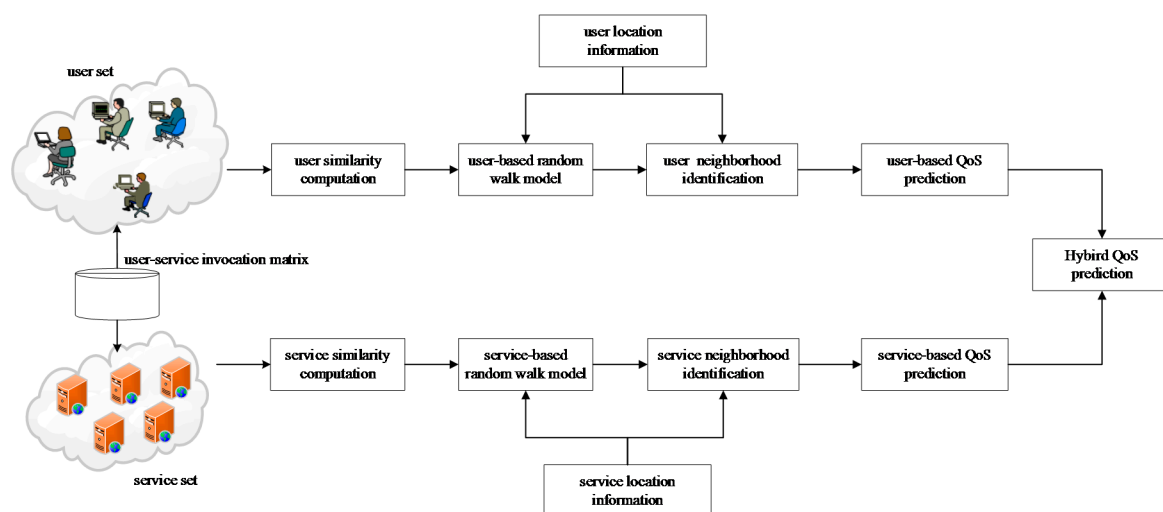 user location
information
user set
user similarity
computation
user-based random
walk model
user neighborhood
identification
user-based QoS
prediction
user-service invocation matrix
Hybird QoS
prediction
service similarity
computation
service-based
random walk model
service neighborhood
identification
service-based QoS
prediction
service set
service location
information